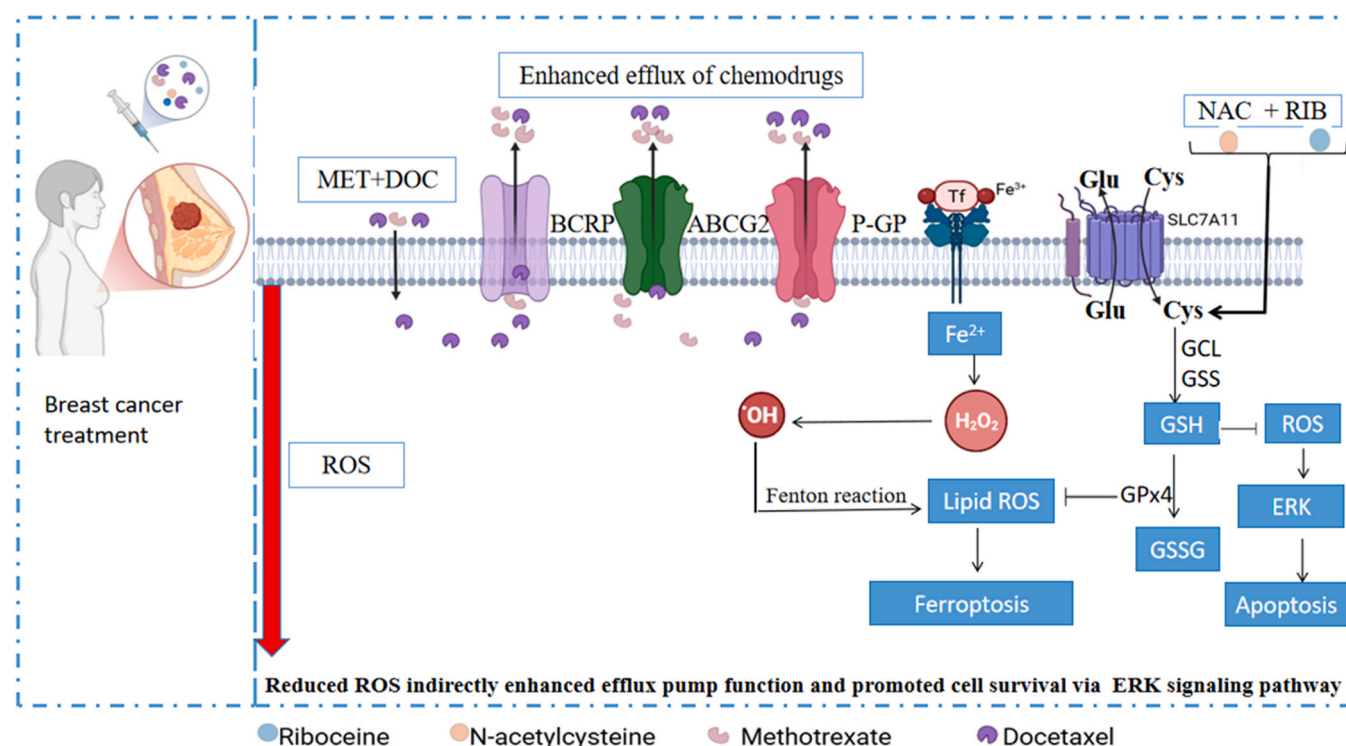 Enhanced efflux of chemodrugs
NAC + RIB
MET+DOC
BCRP
ABCG2
P-GP
Tf
Fe³⁺
Glu
Cys
SLC7A11
Glu
Cys
Fe²⁺
GCL
GSS
Breast cancer
treatment
•OH
H₂O₂
GSH
ROS
ROS
Fenton reaction
Lipid ROS
GPx4
ERK
GSSG
Ferroptosis
Apoptosis
Reduced ROS indirectly enhanced efflux pump function and promoted cell survival via ERK signaling pathway
Riboceine
N-acetylcysteine
Methotrexate
Docetaxel